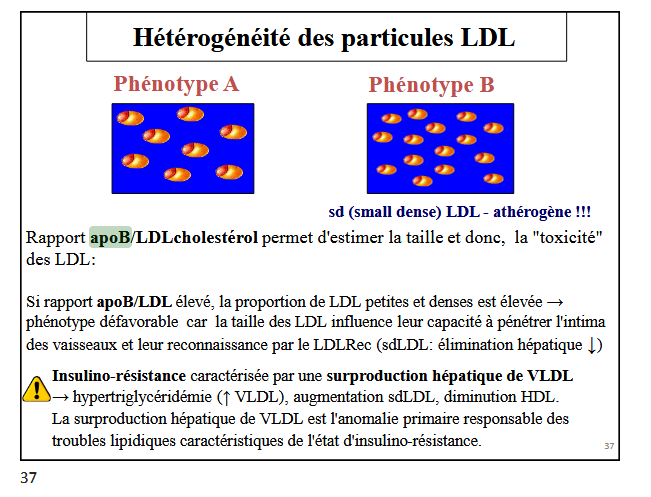 Hétérogénéité des particules LDL
Phénotype A
Phénotype B
sd (small dense) LDL - athérogène !!!
Rapport apoB/LDLcholestérol permet d'estimer la taille et donc,  la "toxicité"
des LDL:
Si rapport apoB/LDL élevé, la proportion de LDL petites et denses est élevée →
phénotype défavorable  car  la taille des LDL influence leur capacité à pénétrer l'intima
des vaisseaux et leur reconnaissance par le LDLRec (sdLDL: élimination hépatique ↓)
Insulino-résistance caractérisée par une surproduction hépatique de VLDL
→ hypertriglycéridémie (↑ VLDL), augmentation sdLDL, diminution HDL.
La surproduction hépatique de VLDL est l'anomalie primaire responsable des
troubles lipidiques caractéristiques de l'état d'insulino-résistance.
37
37